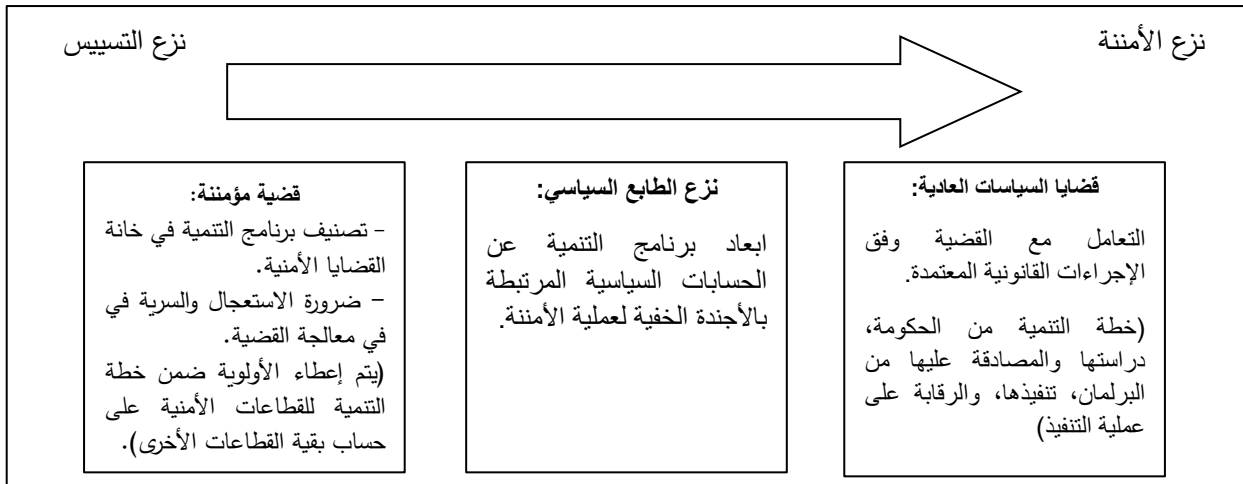 نزع الأمننة
نزع التسييس
قضايا السياسات العادية:
التعامل مع القضية وفق
الإجراءات القانونية المعتمدة.
(خطة التنمية من الحكومة،
دراستها والمصادقة عليها من
البرلمان، تنفيذها، والرقابة على
عملية التنفيذ)
نزع الطابع السياسي:
ابعاد برنامج التنمية عن
الحسابات السياسية المرتبطة
بالأجندة الخفية لعملية الأمننة.
قضية مؤمننة:
- تصنيف برنامج التنمية في خانة
القضايا الأمنية.
- ضرورة الاستعجال والسرية في
في معالجة القضية.
(يتم إعطاء الأولوية ضمن خطة
التنمية للقطاعات الأمنية على
حساب بقية القطاعات الأخرى).